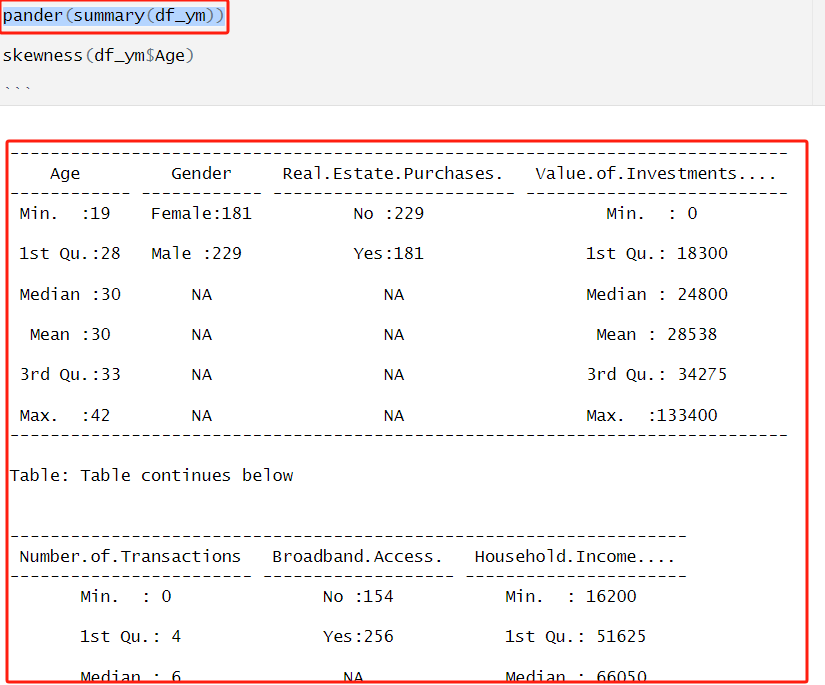 pander(summary(df_ym))
skewness(df_ym$Age)
```
--------------------------------------------------------------------------------
Age Gender Real.Estate.Purchases. Value.of.Investments....
------------ ------------ ------------------------ --------------------------
Min. :19 Female:181 No :229 Min. : 0
1st Qu.:28 Male :229 Yes:181 1st Qu.: 18300
Median :30 NA NA Median : 24800
Mean :30 NA NA Mean : 28538
3rd Qu.:33 NA NA 3rd Qu.: 34275
Max. :42 NA NA Max. :133400
--------------------------------------------------------------------------------
Table: Table continues below
-------------------------------------------------------------------
Number.of.Transactions Broadband.Access. Household.Income....
------------------------ ------------------- ----------------------
Min. : 0 No :154 Min. : 16200
1st Qu.: 4 Yes:256 1st Qu.: 51625
Median : 6 NA Median : 66050